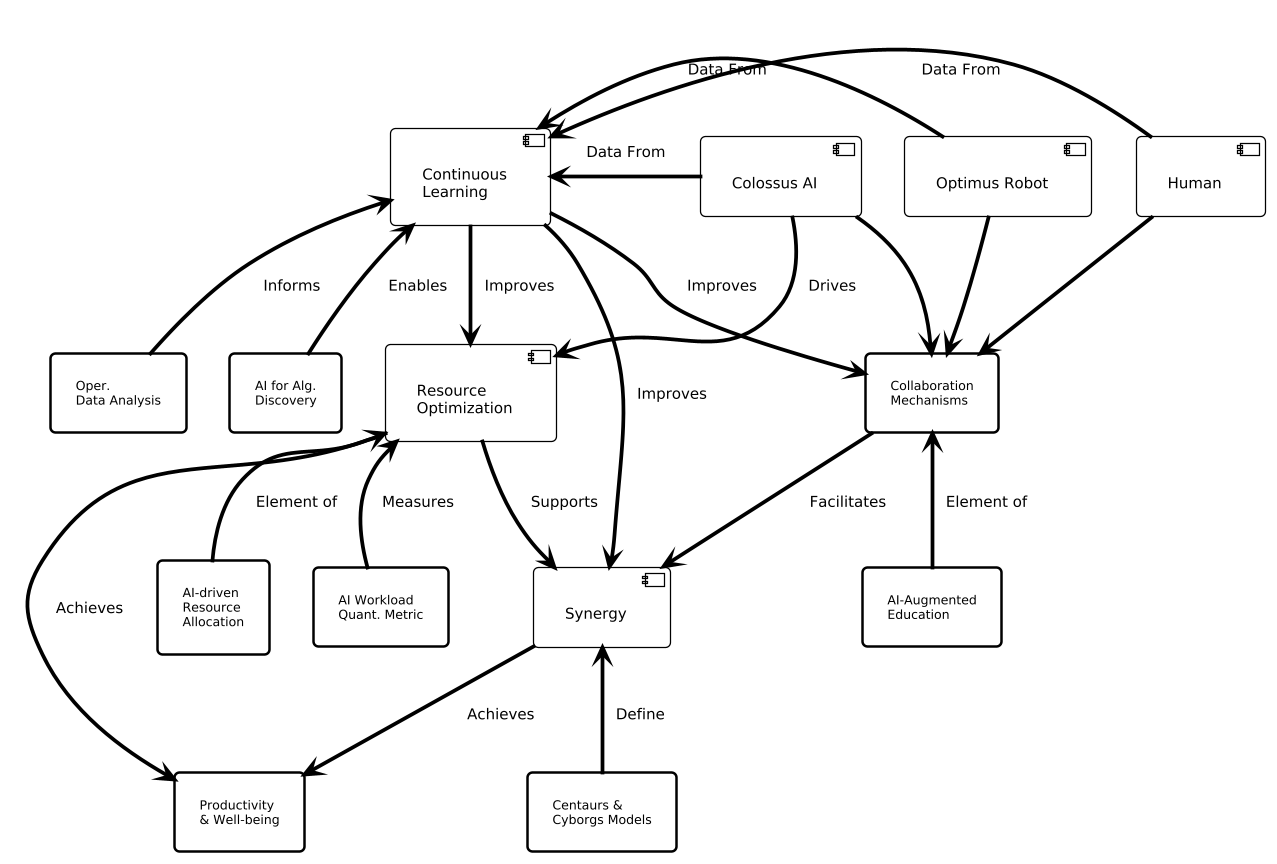 Data From
Data From
Data From
Continuous
Learning
Colossus AI
Optimus Robot
Human
Informs
Enables
Improves
Improves
Drives
Oper.
Data Analysis
AI for Alg.
Discovery
Resource
Optimization
Improves
Collaboration
Mechanisms
Element of
Measures
Supports
Facilitates
Element of
Achieves
AI-driven
Resource
Allocation
AI Workload
Quant. Metric
Synergy
AI-Augmented
Education
Achieves
Define
Productivity
& Well-being
Centaurs &
Cyborgs Models